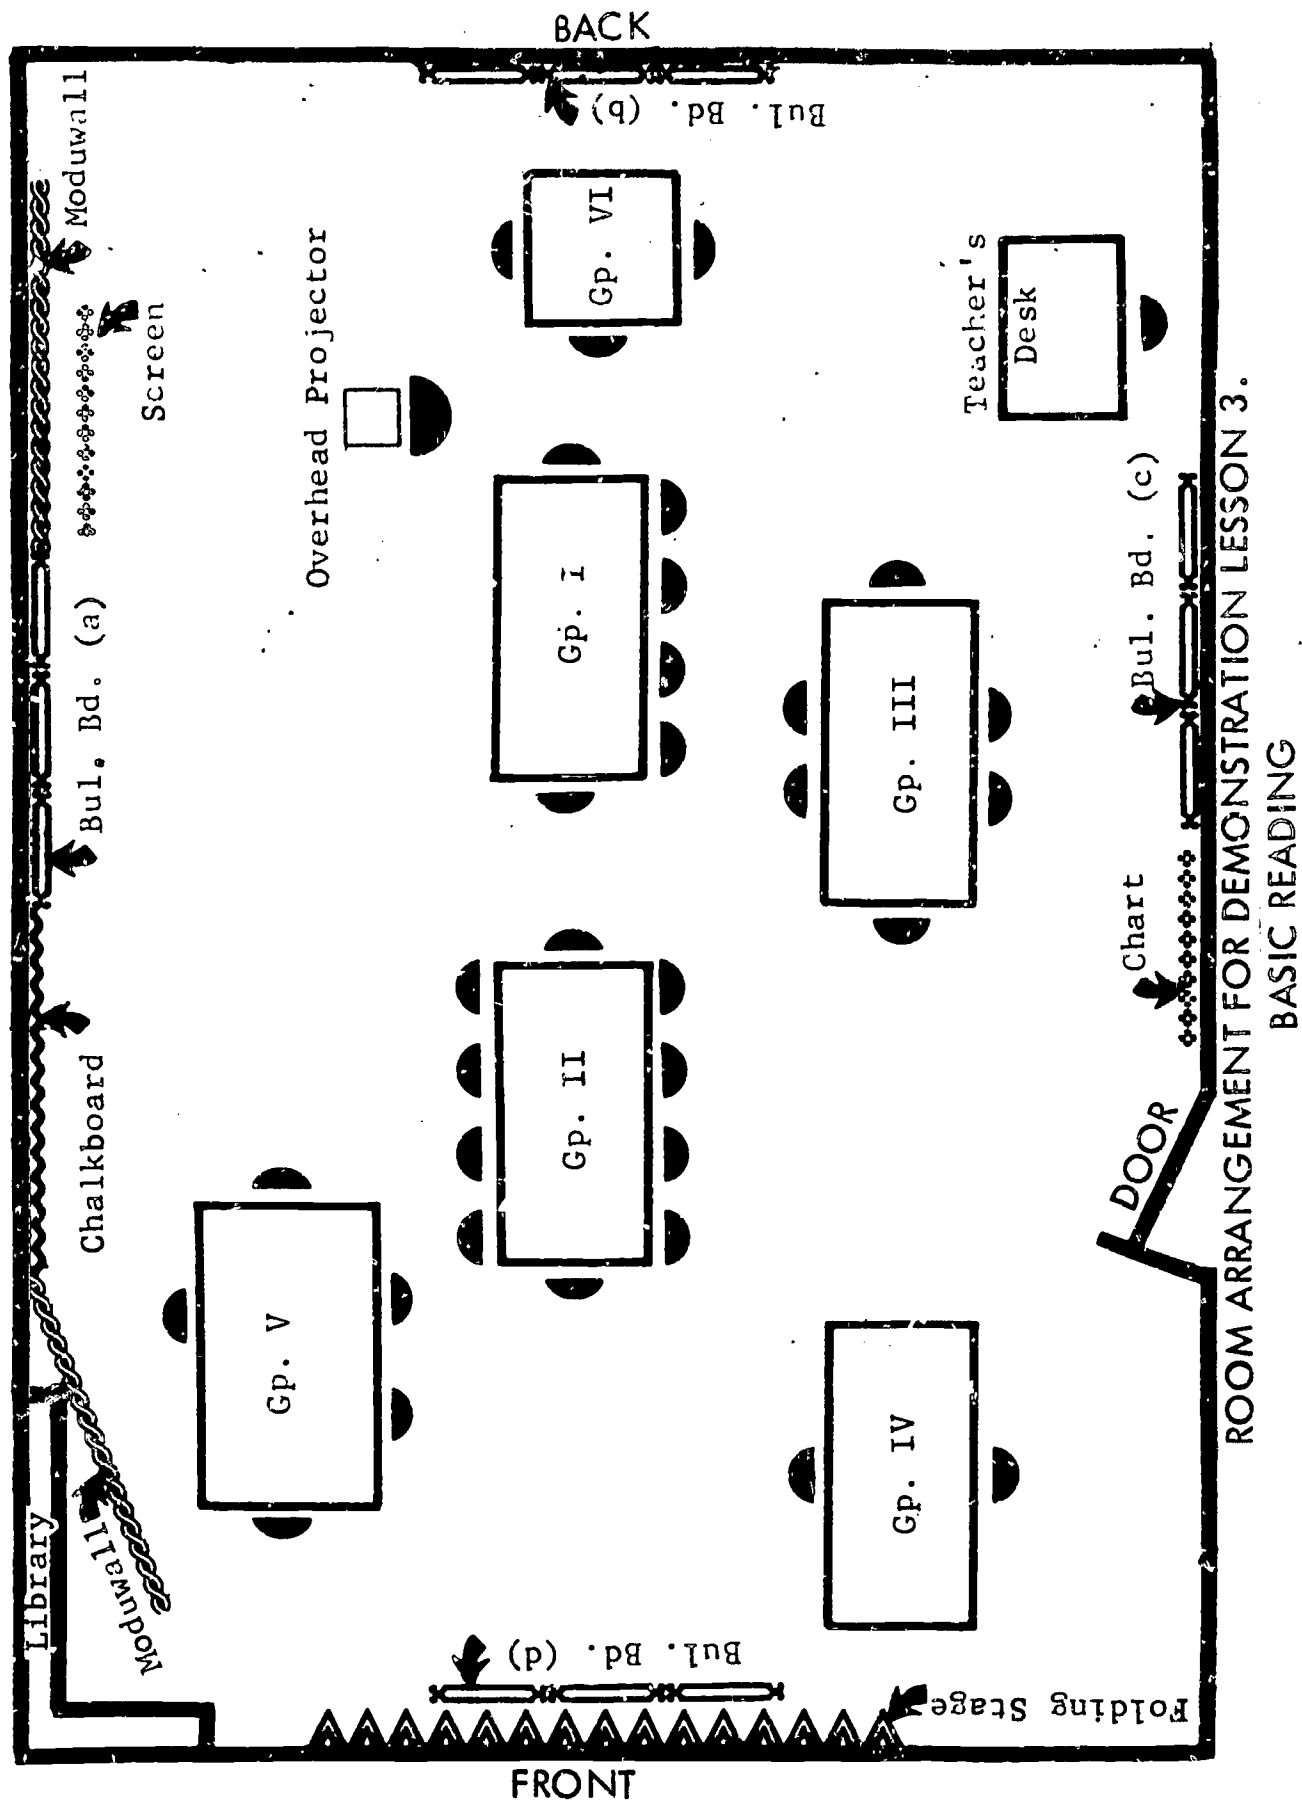 BACK
Moduwall
Bul. Bd. (b)
Screen
Overhead Projector
Gp. VI
Teacher's
Desk
Bul. Bd. (a)
Gp. I
Gp. III
Bul. Bd. (c)
Chalkboard
Gp. II
Chart
DOOR
Gp. V
Gp. IV
Library
Moduwall
Bul. Bd. (d)
Folding Stage
FRONT
ROOM ARRANGEMENT FOR DEMONSTRATION LESSON 3.
BASIC READING